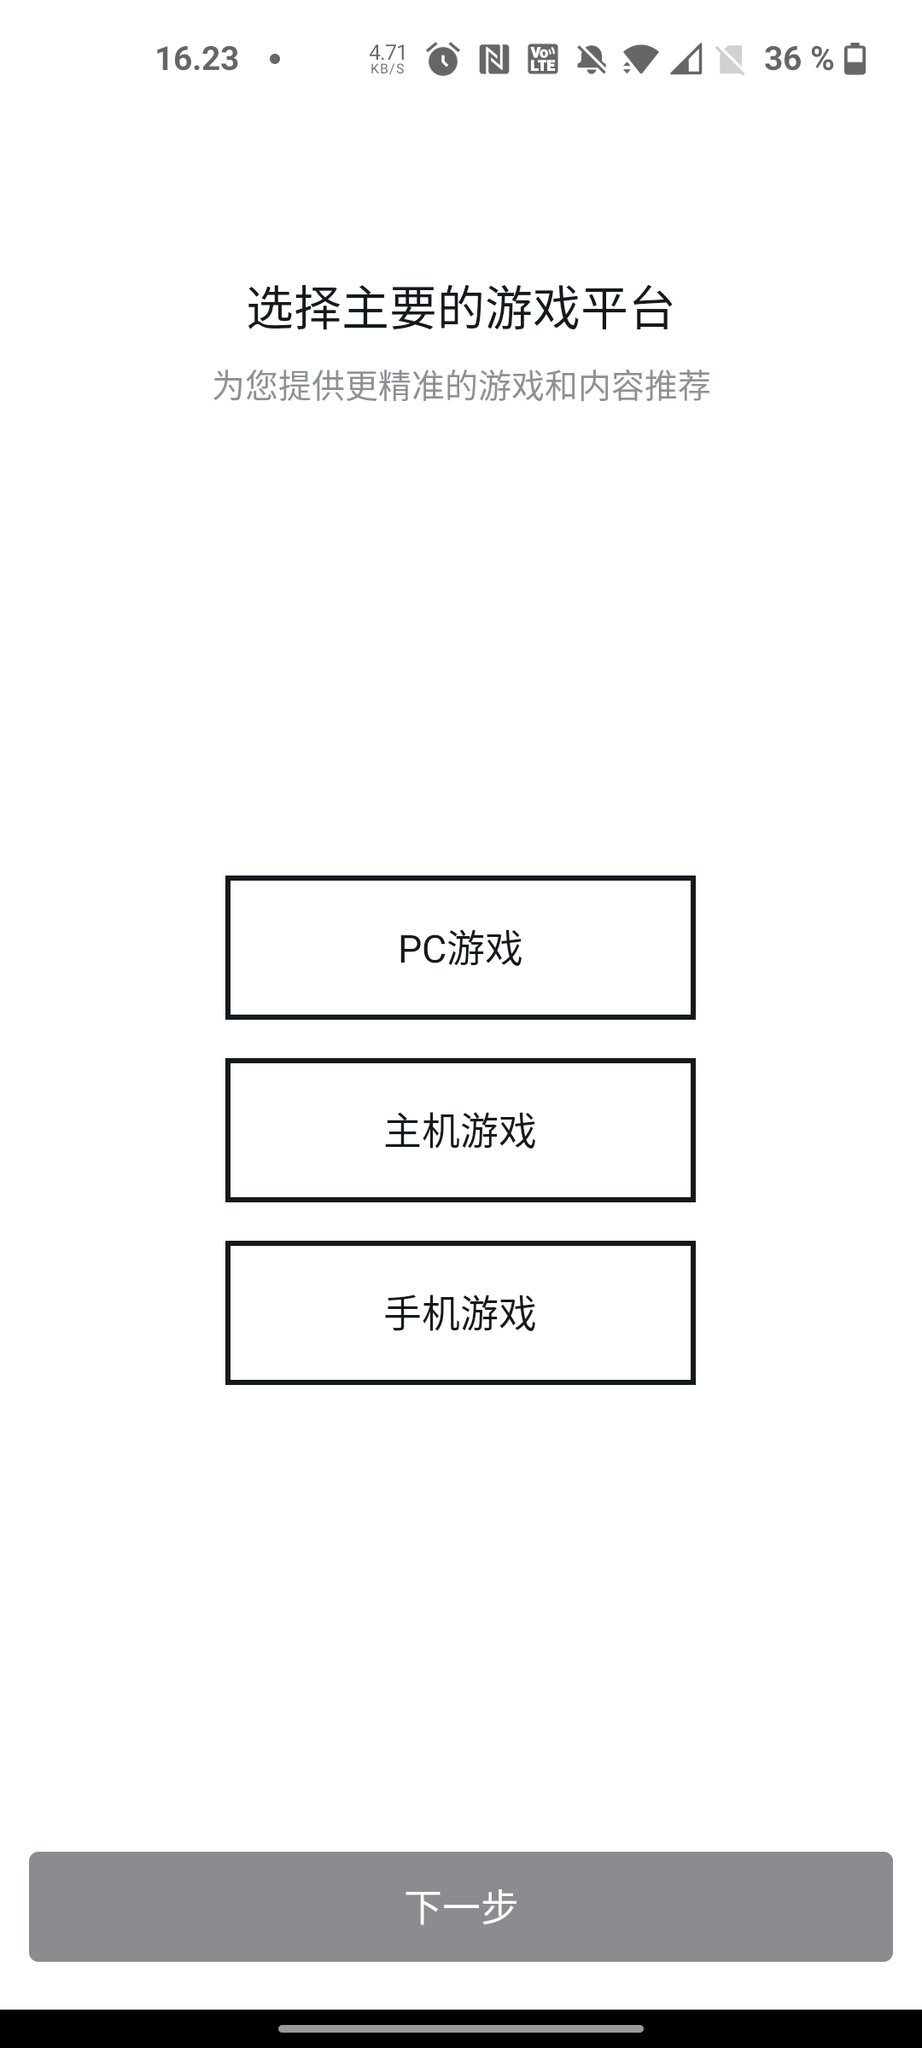 16.23
4.71
KB/S
Vo))
LTE
36 %
选择主要的游戏平台
为您提供更精准的游戏和内容推荐
PC游戏
主机游戏
手机游戏
下一步